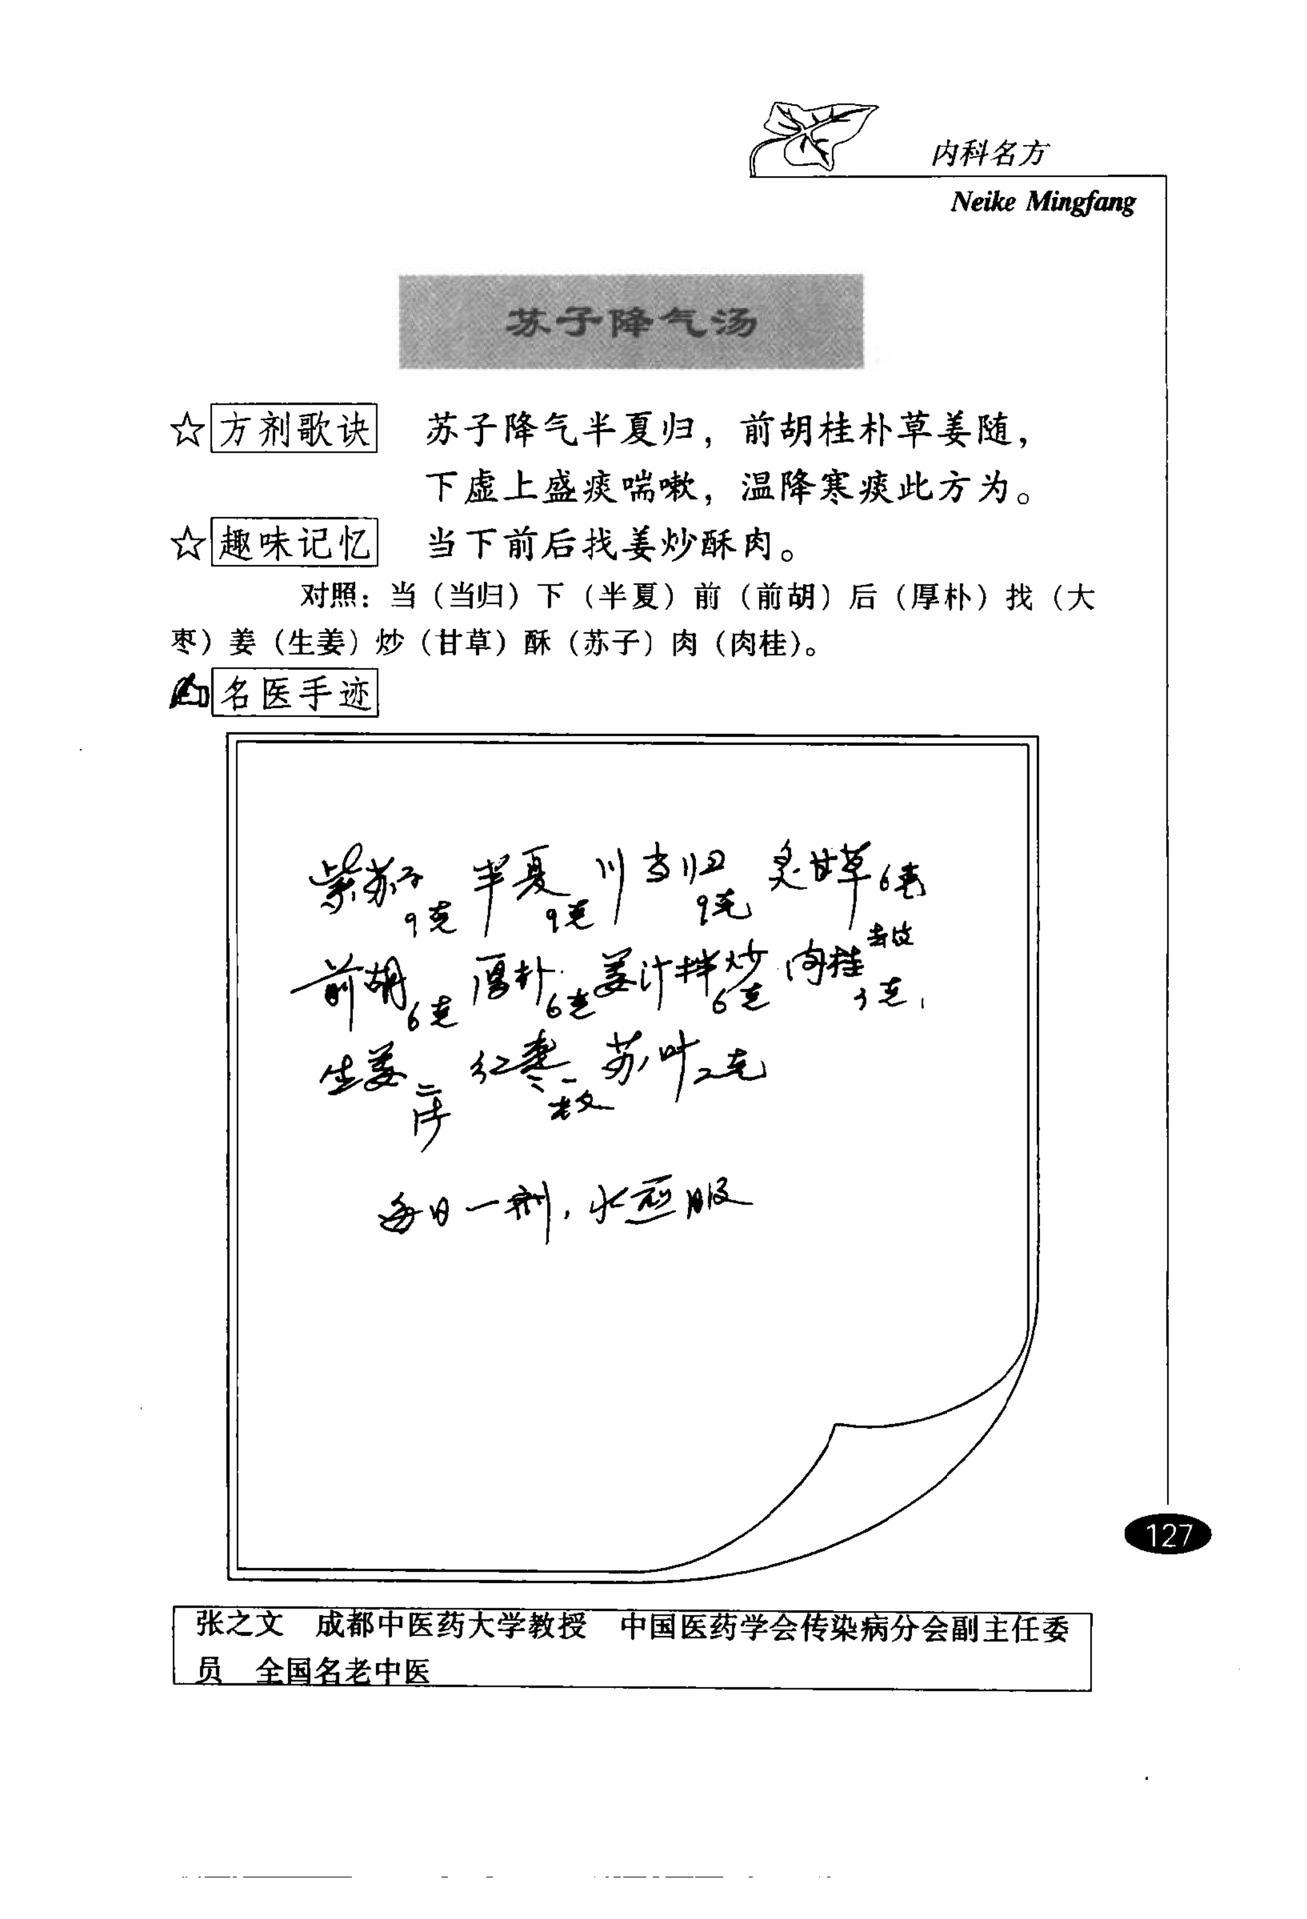 内科名方
Neike Mingfang
苏子降气汤
☆方剂歌诀 苏子降气半夏归，前胡桂朴草姜随，
下虚上盛痰喘嗽，温降寒痰此方为。
☆趣味记忆 当下前后找姜炒酥肉。
对照：当（当归）下（半夏）前（前胡）后（厚朴）找（大
枣）姜（生姜）炒（甘草）酥（苏子）肉（肉桂）。
名医手迹
紫苏子9克 半夏9克 川当归9克 炙甘草6克
前胡6克 厚朴6克 姜汁拌炒6克 肉桂去皮3克
生姜二片 红枣一枚 苏叶2克
每日一剂，水煎服
127
张之文 成都中医药大学教授 中国医药学会传染病分会副主任委
员 全国名老中医